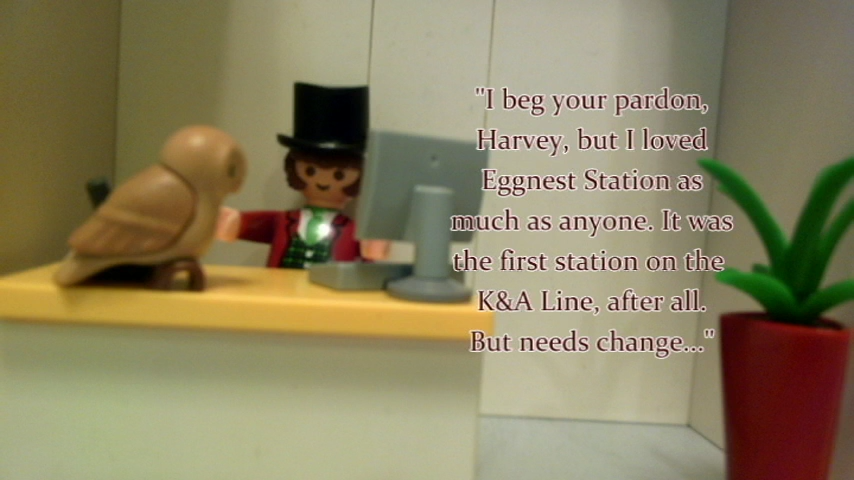 "I beg your pardon,
Harvey, but I loved
Eggnest Station as
much as anyone. It was
the first station on the
K&A Line, after all.
But needs change..."